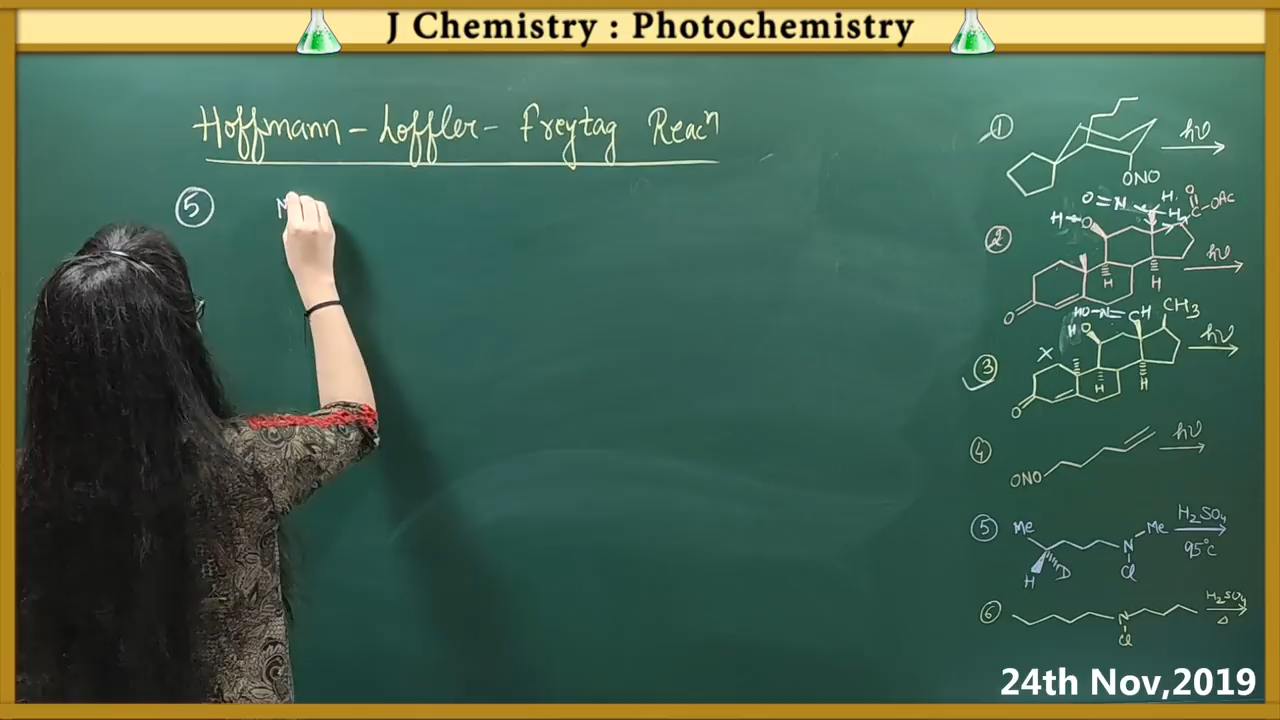 J Chemistry : Photochemistry
Hoffmann - Loffler - Freytag Reacn
5
N
1
ONO
hν
2
O=N
H
H
H-O
C
O
OAc
H
H
O
hν
3
HO-N=CH
CH3
H
O
X
H
H
O
hν
4
ONO
hν
5
Me
N
Me
Cl
H
D
H2SO4
95°C
6
N
Cl
H2SO4
Δ
24th Nov,2019